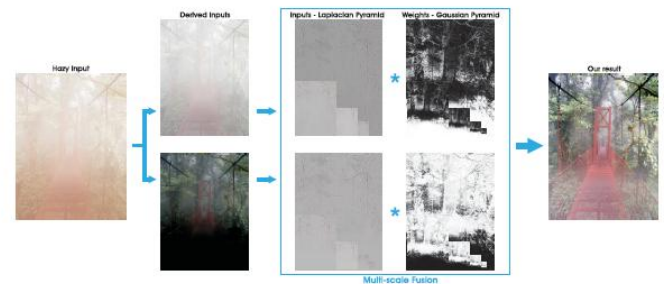 Derived Inputs
Inputs - Laplacian Pyramid
Weights - Gaussian Pyramid
Hazy Input
Our result
*
*
Multi-scale Fusion